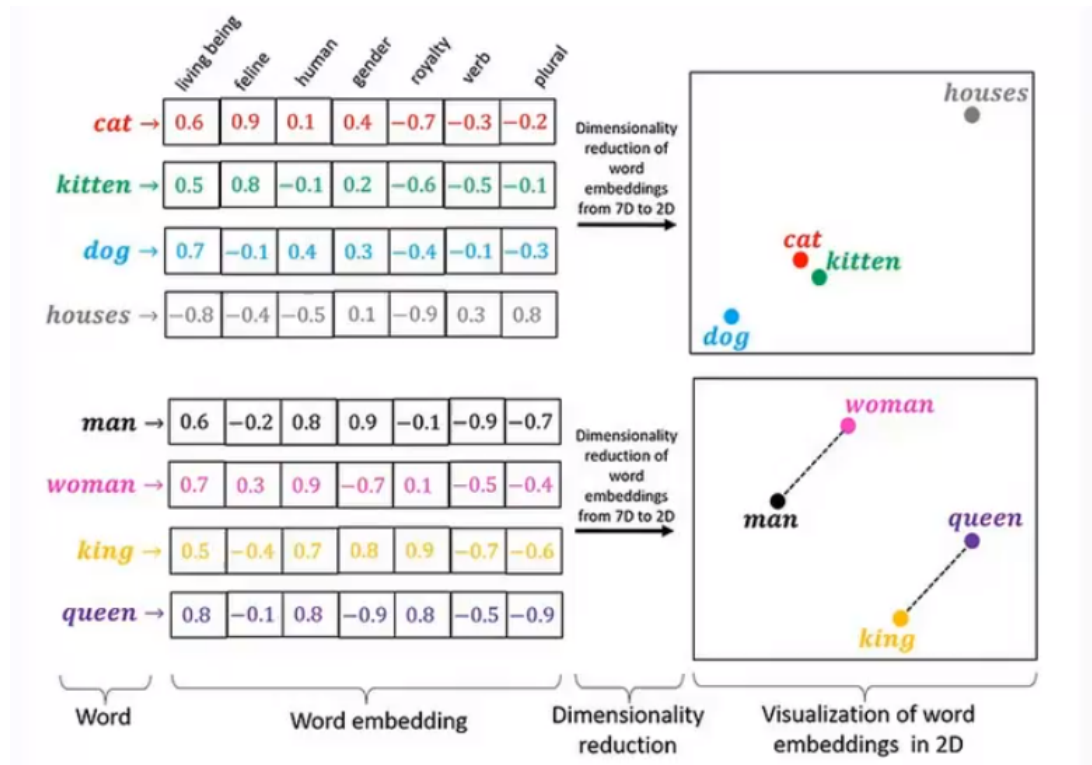 living being feline human gender royalty verb plural
cat → 0.6 0.9 0.1 0.4 −0.7 −0.3 −0.2
kitten → 0.5 0.8 −0.1 0.2 −0.6 −0.5 −0.1
dog → 0.7 −0.1 0.4 0.3 −0.4 −0.1 −0.3
houses → −0.8 −0.4 −0.5 0.1 −0.9 0.3 0.8
Dimensionality
reduction of
word
embeddings
from 7D to 2D
houses
cat
kitten
dog
man → 0.6 −0.2 0.8 0.9 −0.1 −0.9 −0.7
woman → 0.7 0.3 0.9 −0.7 0.1 −0.5 −0.4
king → 0.5 −0.4 0.7 0.8 0.9 −0.7 −0.6
queen → 0.8 −0.1 0.8 −0.9 0.8 −0.5 −0.9
Dimensionality
reduction of
word
embeddings
from 7D to 2D
woman
man
queen
king
Word
Word embedding
Dimensionality
reduction
Visualization of word
embeddings in 2D